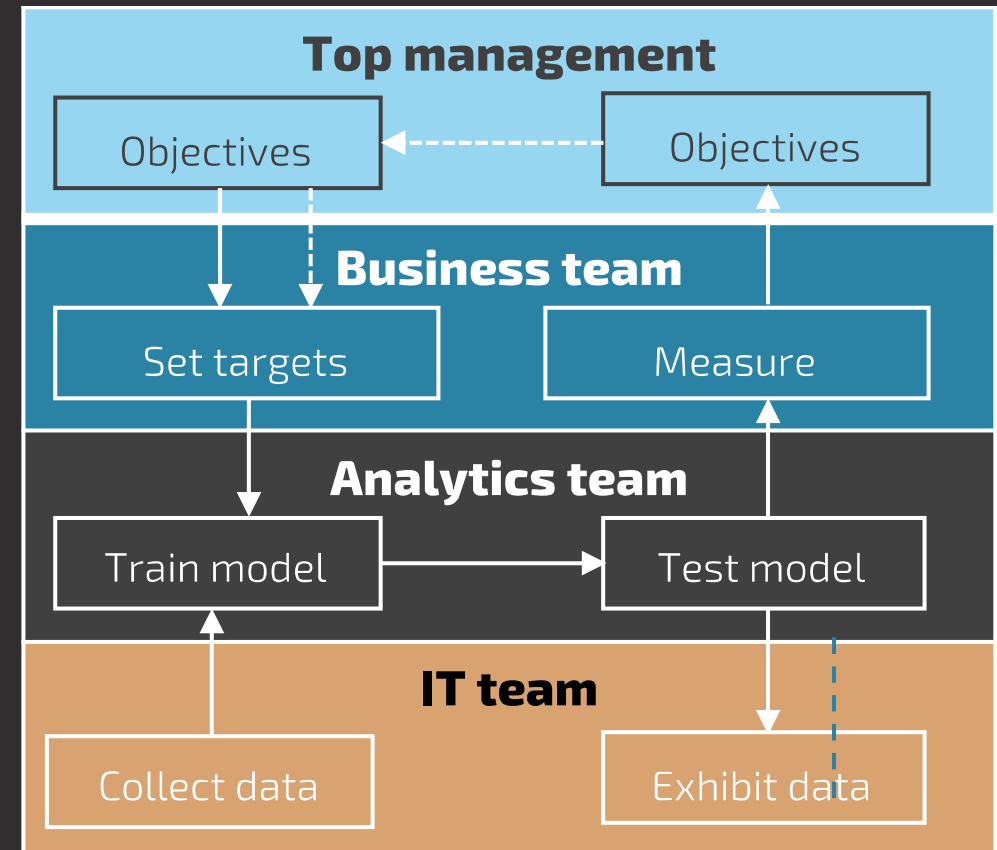 Top management
Objectives
Objectives
Business team
Set targets
Measure
Analytics team
Train model
Test model
IT team
Collect data
Exhibit data